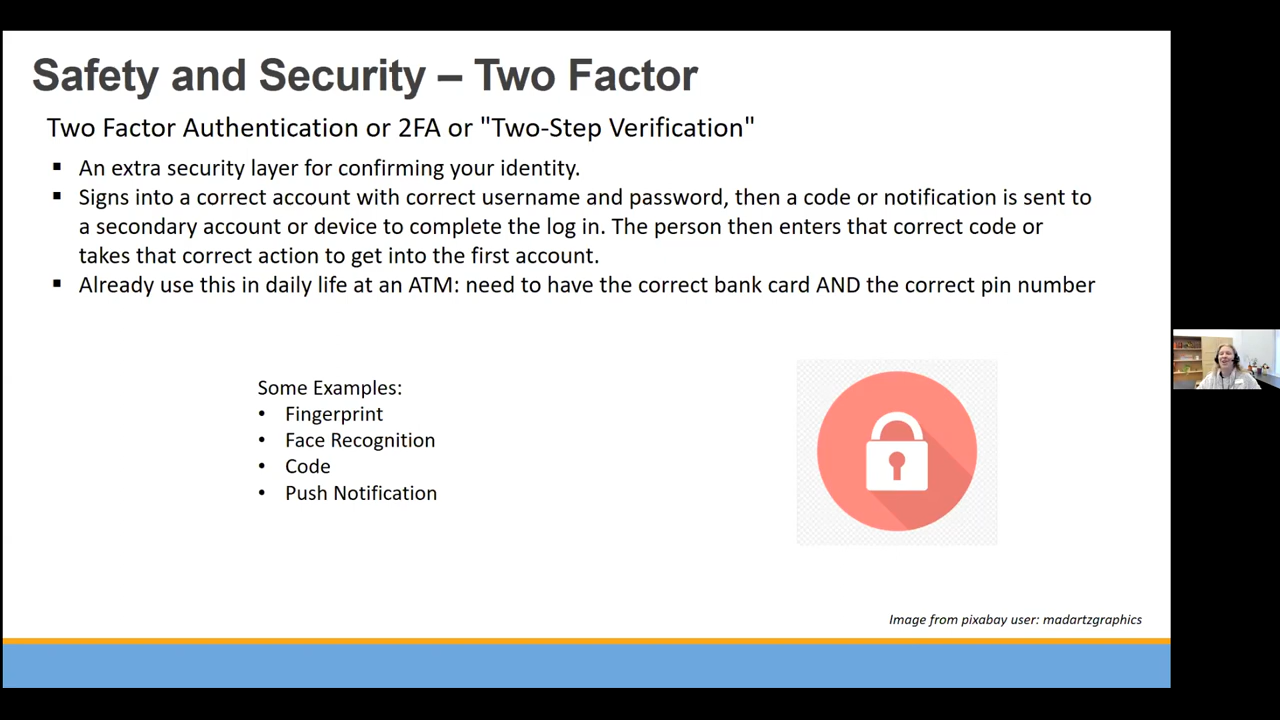 Safety and Security – Two Factor
Two Factor Authentication or 2FA or "Two-Step Verification"
▪ An extra security layer for confirming your identity.
▪ Signs into a correct account with correct username and password, then a code or notification is sent to
a secondary account or device to complete the log in. The person then enters that correct code or
takes that correct action to get into the first account.
▪ Already use this in daily life at an ATM: need to have the correct bank card AND the correct pin number
Some Examples:
• Fingerprint
• Face Recognition
• Code
• Push Notification
Image from pixabay user: madartzgraphics